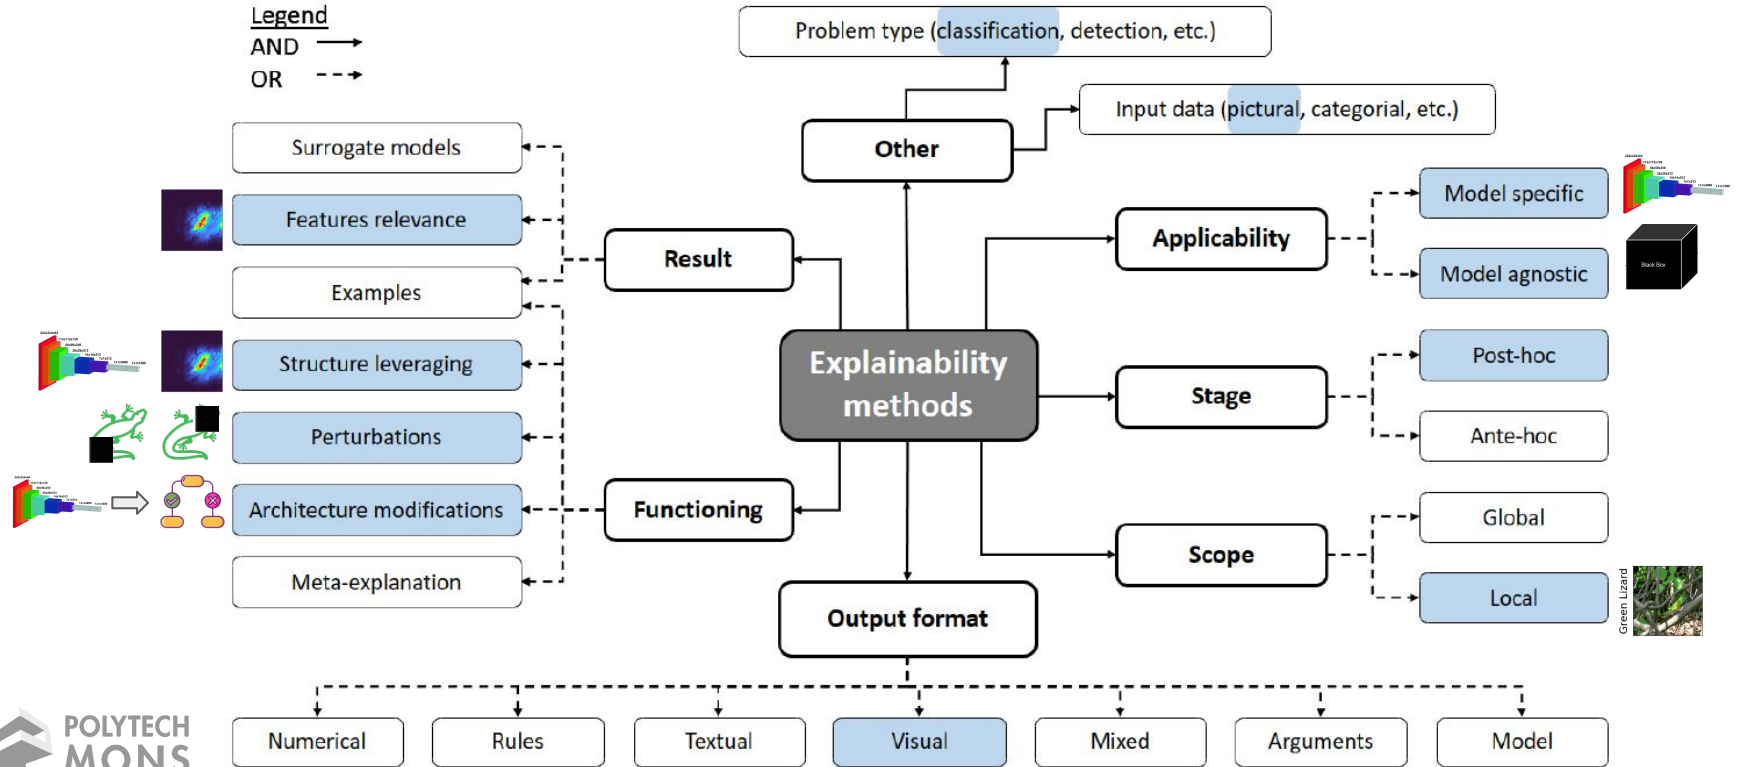 Legend
AND
OR
Problem type (classification, detection, etc.)
Input data (pictural, categorial, etc.)
Other
Surrogate models
Features relevance
Examples
Structure leveraging
Perturbations
Architecture modifications
Meta-explanation
Result
Functioning
Explainability
methods
Applicability
Model specific
Model agnostic
Black Box
Stage
Post-hoc
Ante-hoc
Scope
Global
Local
Green Lizard
Output format
Numerical
Rules
Textual
Visual
Mixed
Arguments
Model
POLYTECH
MONS